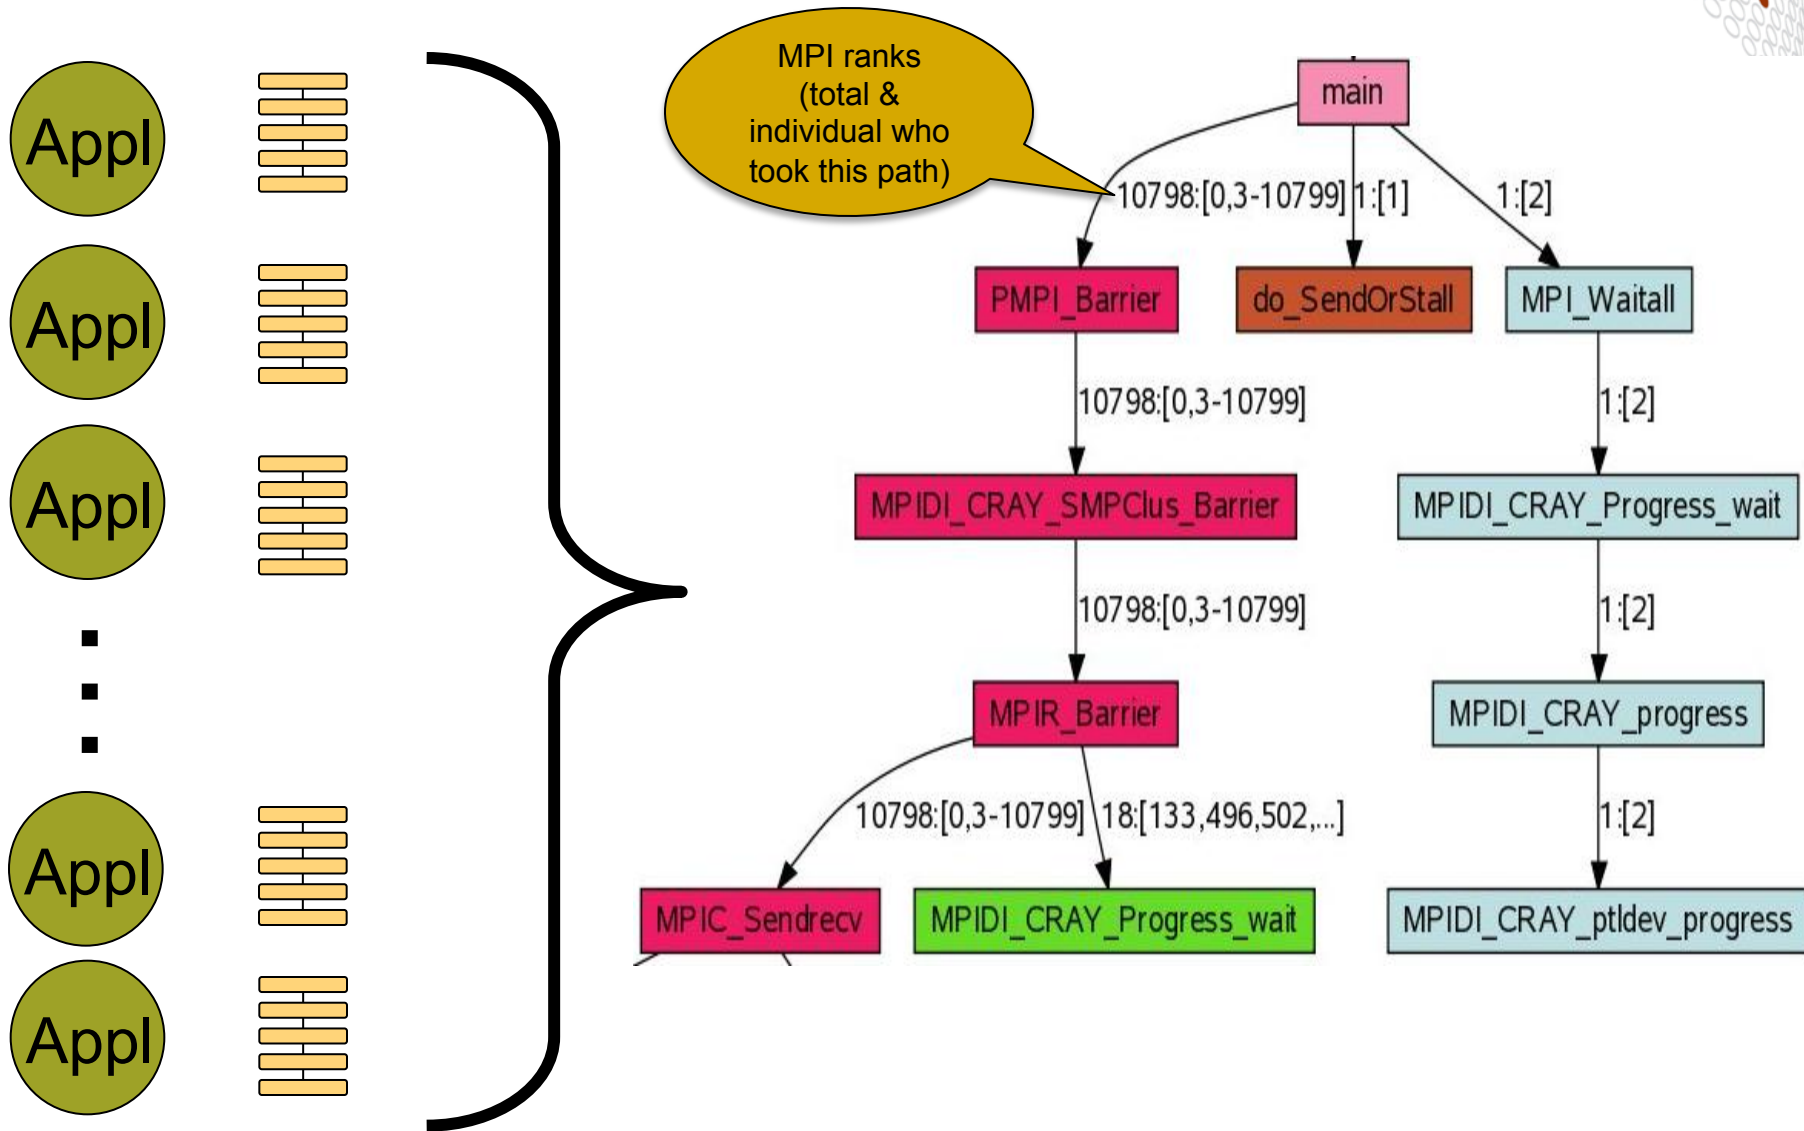 Appl
Appl
Appl
Appl
Appl
MPI ranks
(total &
individual who
took this path)
main
10798:[0,3-10799]
1:[1]
1:[2]
PMPI_Barrier
do_SendOrStall
MPI_Waitall
10798:[0,3-10799]
1:[2]
MPIDI_CRAY_SMPClus_Barrier
MPIDI_CRAY_Progress_wait
10798:[0,3-10799]
1:[2]
MPIR_Barrier
MPIDI_CRAY_progress
10798:[0,3-10799]
18:[133,496,502,...]
1:[2]
MPIC_Sendrecv
MPIDI_CRAY_Progress_wait
MPIDI_CRAY_ptldev_progress